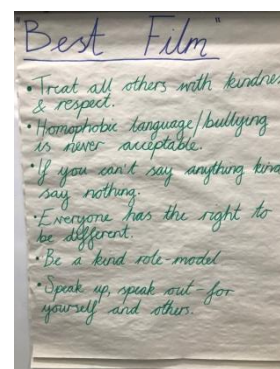 "Best Film"
• Treat all others with kindness
& respect.
• Homophobic language/bullying
is never acceptable.
• If you can't say anything kind
say nothing.
• Everyone has the right to
be different.
• Be a kind role-model
• Speak up, speak out-for
yourself and others.